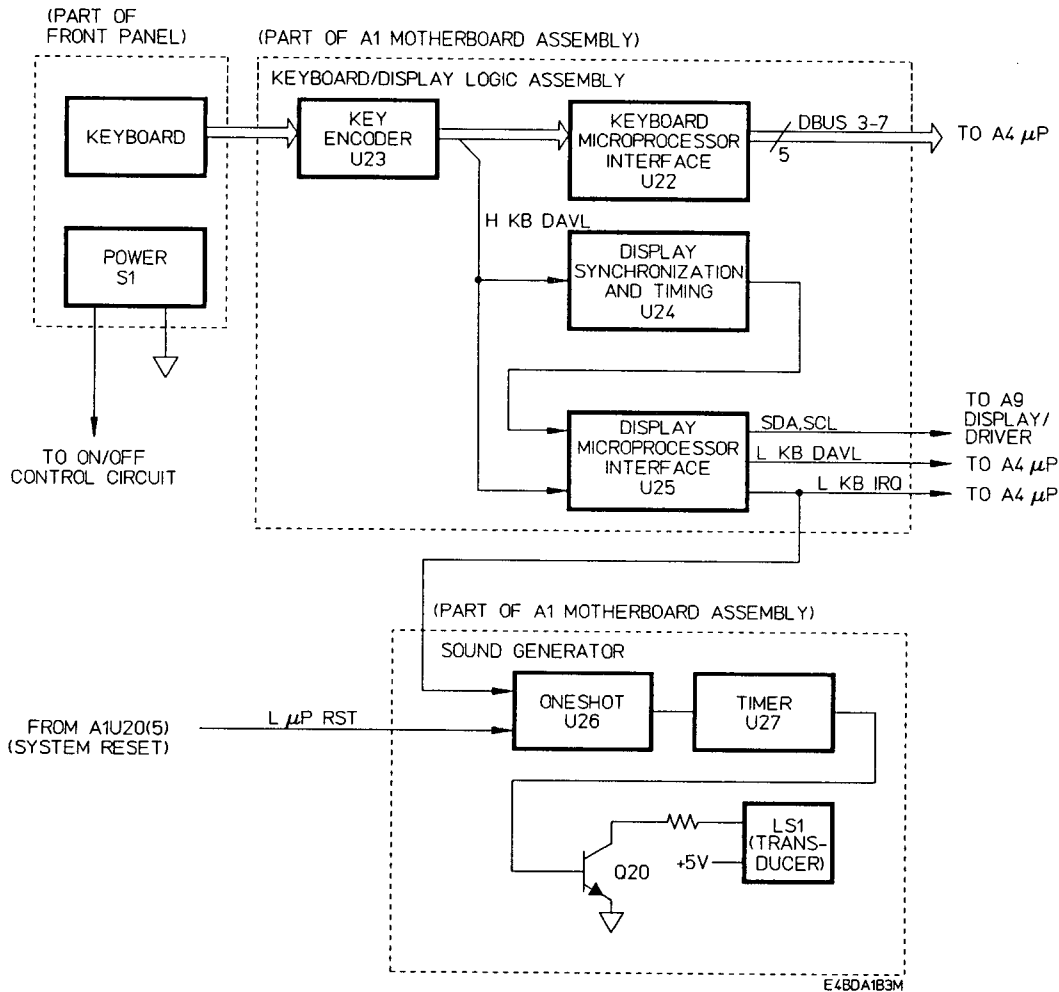 (PART OF
FRONT PANEL)
(PART OF A1 MOTHERBOARD ASSEMBLY)
KEYBOARD/DISPLAY LOGIC ASSEMBLY
KEYBOARD
KEY
ENCODER
U23
KEYBOARD
MICROPROCESSOR
INTERFACE
U22
DBUS 3-7
5
TO A4 µP
POWER
S1
H KB DAVL
DISPLAY
SYNCHRONIZATION
AND TIMING
U24
TO ON/OFF
CONTROL CIRCUIT
DISPLAY
MICROPROCESSOR
INTERFACE
U25
SDA,SCL
TO A9
DISPLAY/
DRIVER
L KB DAVL
TO A4 µP
L KB IRQ
TO A4 µP
(PART OF A1 MOTHERBOARD ASSEMBLY)
SOUND GENERATOR
FROM A1U20(5)
(SYSTEM RESET)
L µP RST
ONESHOT
U26
TIMER
U27
Q20
+5V
LS1
(TRANS-
DUCER)
E4BDA1B3M